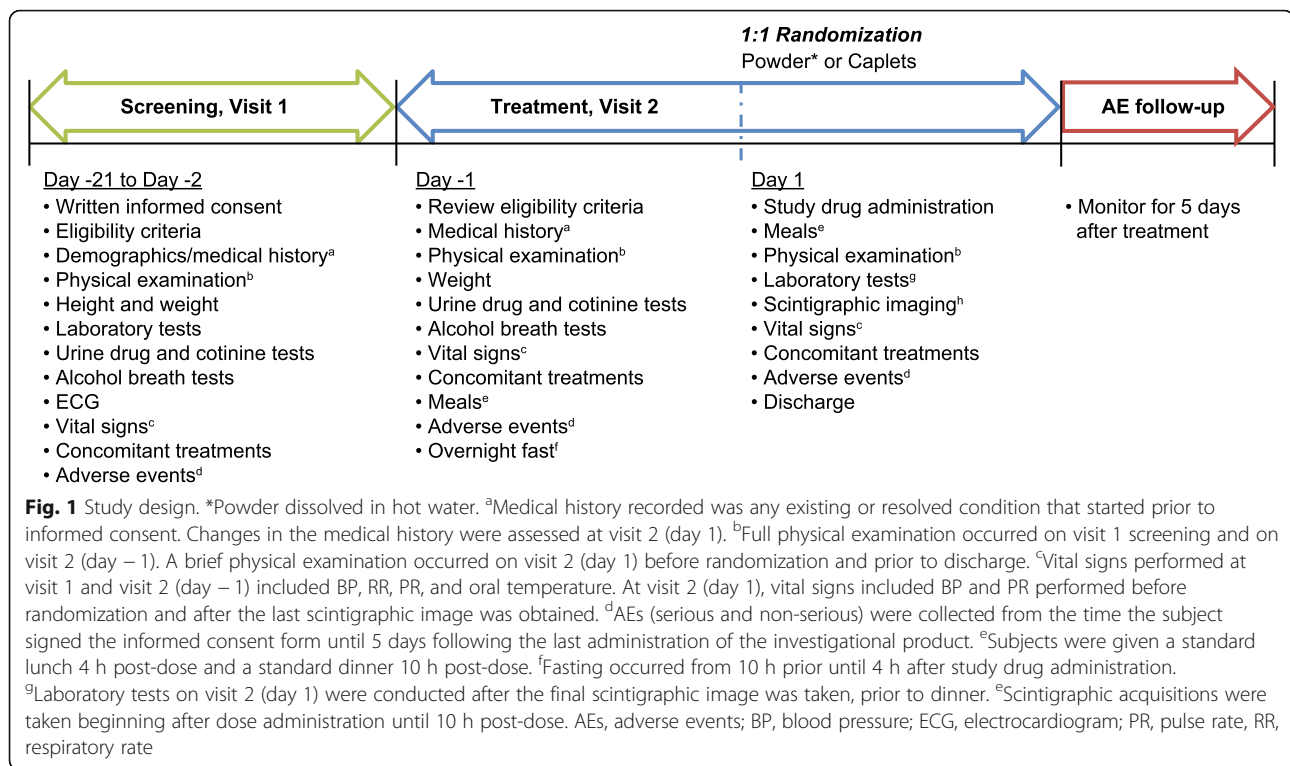 1:1 Randomization
Powder* or Caplets
Screening, Visit 1
Treatment, Visit 2
AE follow-up
Day -21 to Day -2
• Written informed consent
• Eligibility criteria
• Demographics/medical historyᵃ
• Physical examinationᵇ
• Height and weight
• Laboratory tests
• Urine drug and cotinine tests
• Alcohol breath tests
• ECG
• Vital signsᶜ
• Concomitant treatments
• Adverse eventsᵈ
Day -1
• Review eligibility criteria
• Medical historyᵃ
• Physical examinationᵇ
• Weight
• Urine drug and cotinine tests
• Alcohol breath tests
• Vital signsᶜ
• Concomitant treatments
• Mealsᵉ
• Adverse eventsᵈ
• Overnight fastᶠ
Day 1
• Study drug administration
• Mealsᵉ
• Physical examinationᵇ
• Laboratory testsᵍ
• Scintigraphic imagingʰ
• Vital signsᶜ
• Concomitant treatments
• Adverse eventsᵈ
• Discharge
• Monitor for 5 days
after treatment
Fig. 1 Study design. *Powder dissolved in hot water. ᵃMedical history recorded was any existing or resolved condition that started prior to
informed consent. Changes in the medical history were assessed at visit 2 (day 1). ᵇFull physical examination occurred on visit 1 screening and on
visit 2 (day − 1). A brief physical examination occurred on visit 2 (day 1) before randomization and prior to discharge. ᶜVital signs performed at
visit 1 and visit 2 (day − 1) included BP, RR, PR, and oral temperature. At visit 2 (day 1), vital signs included BP and PR performed before
randomization and after the last scintigraphic image was obtained. ᵈAEs (serious and non-serious) were collected from the time the subject
signed the informed consent form until 5 days following the last administration of the investigational product. ᵉSubjects were given a standard
lunch 4 h post-dose and a standard dinner 10 h post-dose. ᶠFasting occurred from 10 h prior until 4 h after study drug administration.
ᵍLaboratory tests on visit 2 (day 1) were conducted after the final scintigraphic image was taken, prior to dinner. ᵉScintigraphic acquisitions were
taken beginning after dose administration until 10 h post-dose. AEs, adverse events; BP, blood pressure; ECG, electrocardiogram; PR, pulse rate, RR,
respiratory rate